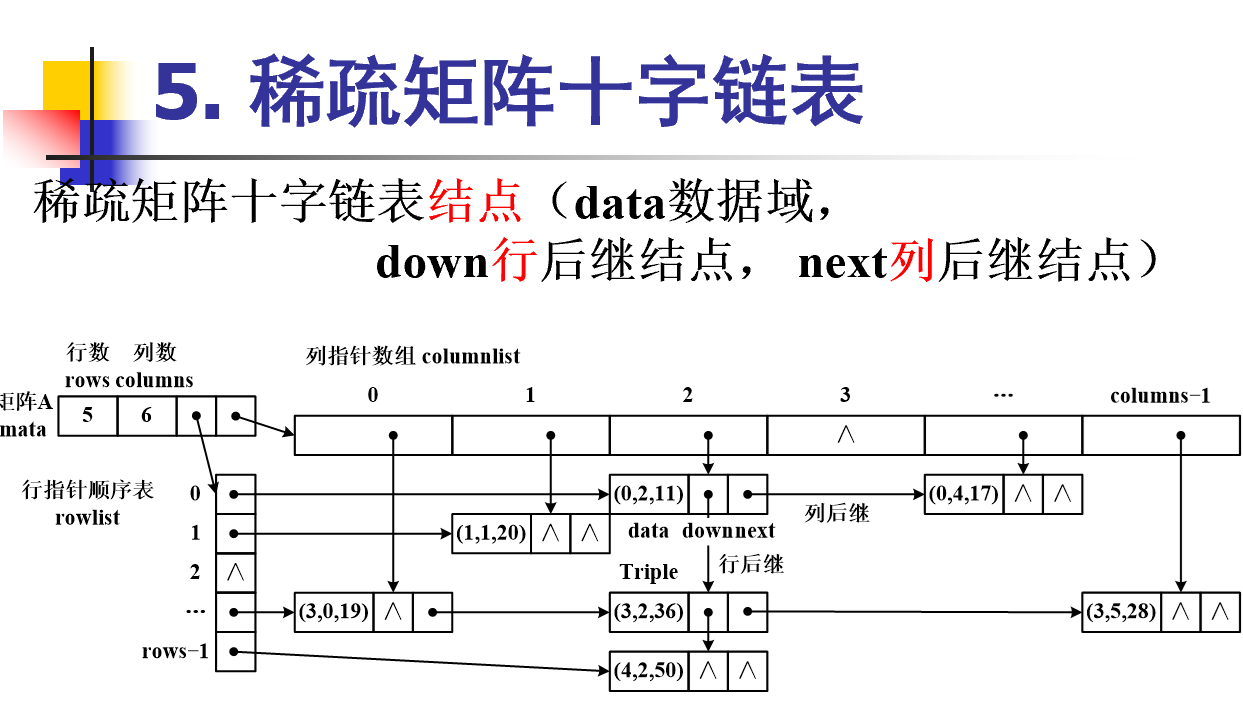 5. 稀疏矩阵十字链表
稀疏矩阵十字链表结点（data数据域，
down行后继结点， next列后继结点）
行数 列数
rows columns
矩阵A
mata
5 6
列指针数组 columnlist
0 1 2 3 ··· columns−1
∧
行指针顺序表
rowlist
0
(0,2,11)
(0,4,17) ∧ ∧
列后继
1
(1,1,20) ∧ ∧
data down next
2 ∧
Triple
行后继
···
(3,0,19) ∧
(3,2,36)
(3,5,28) ∧ ∧
rows−1
(4,2,50) ∧ ∧